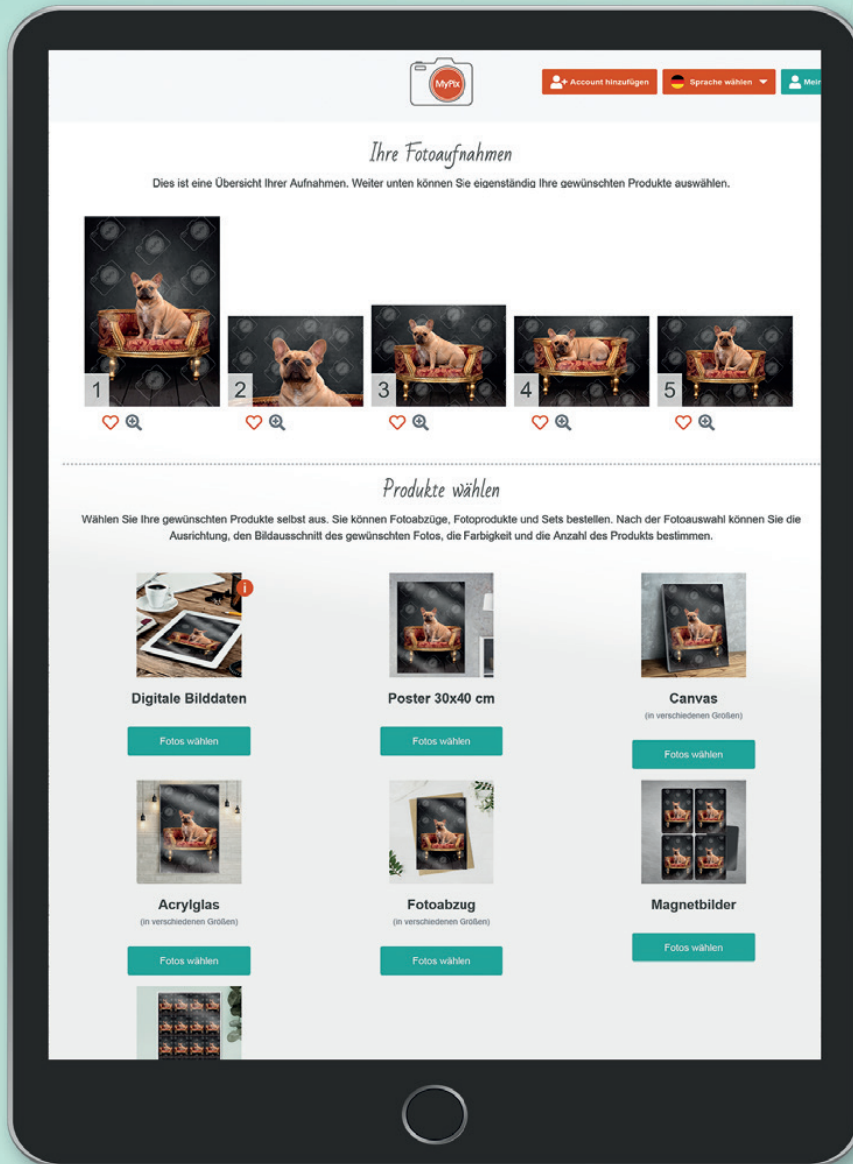 MyPix
Account hinzufügen
Sprache wählen
Mein
Ihre Fotoaufnahmen
Dies ist eine Übersicht Ihrer Aufnahmen. Weiter unten können Sie eigenständig Ihre gewünschten Produkte auswählen.
1
2
3
4
5
Produkte wählen
Wählen Sie Ihre gewünschten Produkte selbst aus. Sie können Fotoabzüge, Fotoprodukte und Sets bestellen. Nach der Fotoauswahl können Sie die
Ausrichtung, den Bildausschnitt des gewünschten Fotos, die Farbigkeit und die Anzahl des Produkts bestimmen.
i
Digitale Bilddaten
Poster 30x40 cm
Canvas
(in verschiedenen Größen)
Fotos wählen
Fotos wählen
Fotos wählen
Acrylglas
Fotoabzug
Magnetbilder
(in verschiedenen Größen)
(in verschiedenen Größen)
Fotos wählen
Fotos wählen
Fotos wählen